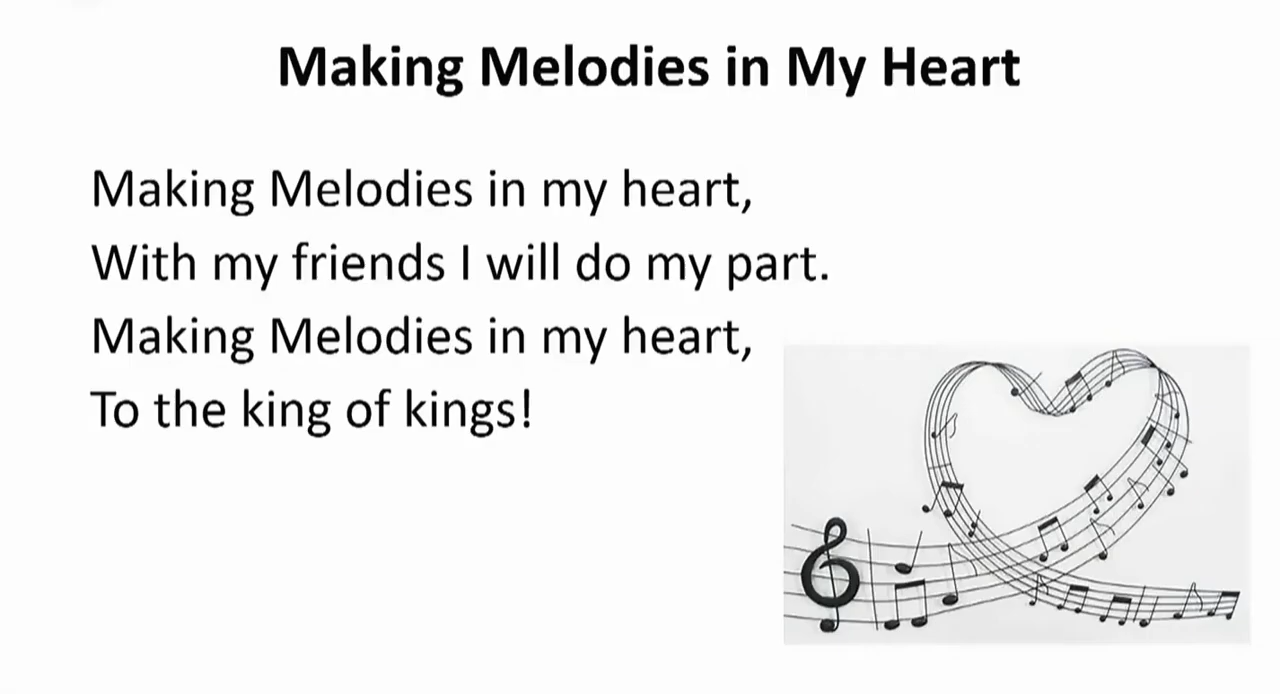 Making Melodies in My Heart
Making Melodies in my heart,
With my friends I will do my part.
Making Melodies in my heart,
To the king of kings!